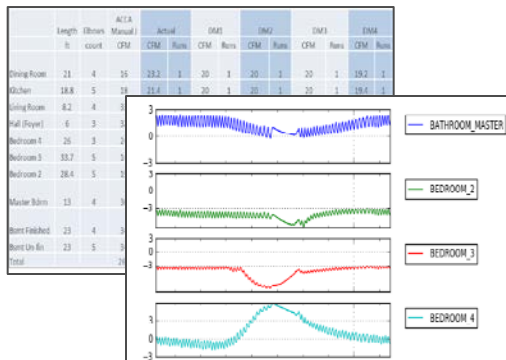 ACCA
Length Elbows Manual J Actual DM1 DM2 DM3 DM4
ft count CFM CFM Runs CFM Runs CFM Runs CFM Runs CFM Runs
Dining Room 21 4 16 23.2 1 20 1 20 1 20 1 19.2 1
Kitchen 18.8 5 18 21.4 1 20 1 20 1 20 1 19.4 1
Living Room 8.2 4
Hall (Foyer) 6 3
Bedroom 4 26 3
Bedroom 3 33.7 5
Bedroom 2 28.4 5
Master Bdrm 13 4
Bsmt Finished 23 4
Bsmt Un-fin 23 5
Total
3
0
-3
BATHROOM_MASTER
3
0
-3
BEDROOM_2
3
0
-3
BEDROOM_3
3
0
-3
BEDROOM 4